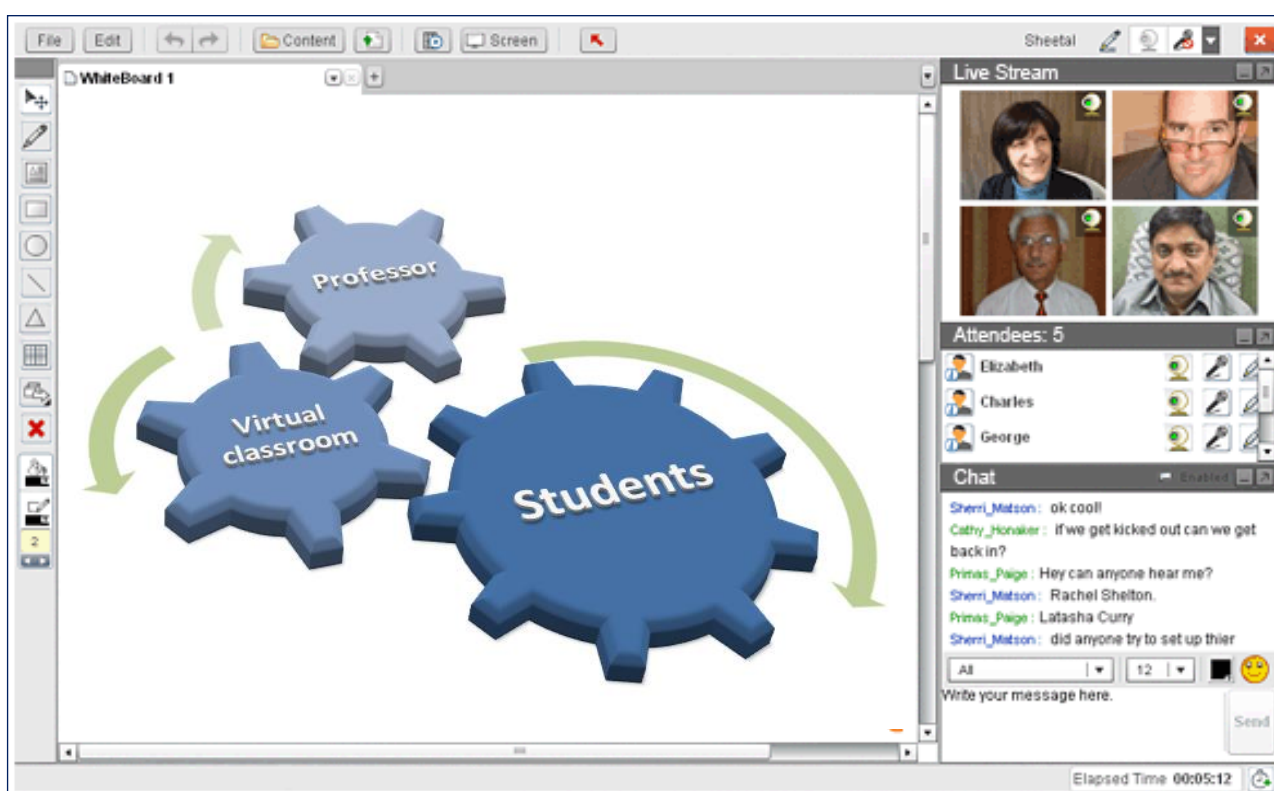 File Edit Content Screen Sheetal
WhiteBoard 1
Live Stream
Professor
Virtual
classroom
Students
Attendees: 5
Elizabeth
Charles
George
Chat Enabled
Sherri_Matson: ok cool!
Cathy_Honaker: if we get kicked out can we get
back in?
Primas_Paige: Hey can anyone hear me?
Sherri_Matson: Rachel Shelton.
Primas_Paige: Latasha Curry
Sherri_Matson: did anyone try to set up thier
All 12
Write your message here.
Send
2
Elapsed Time 00:05:12